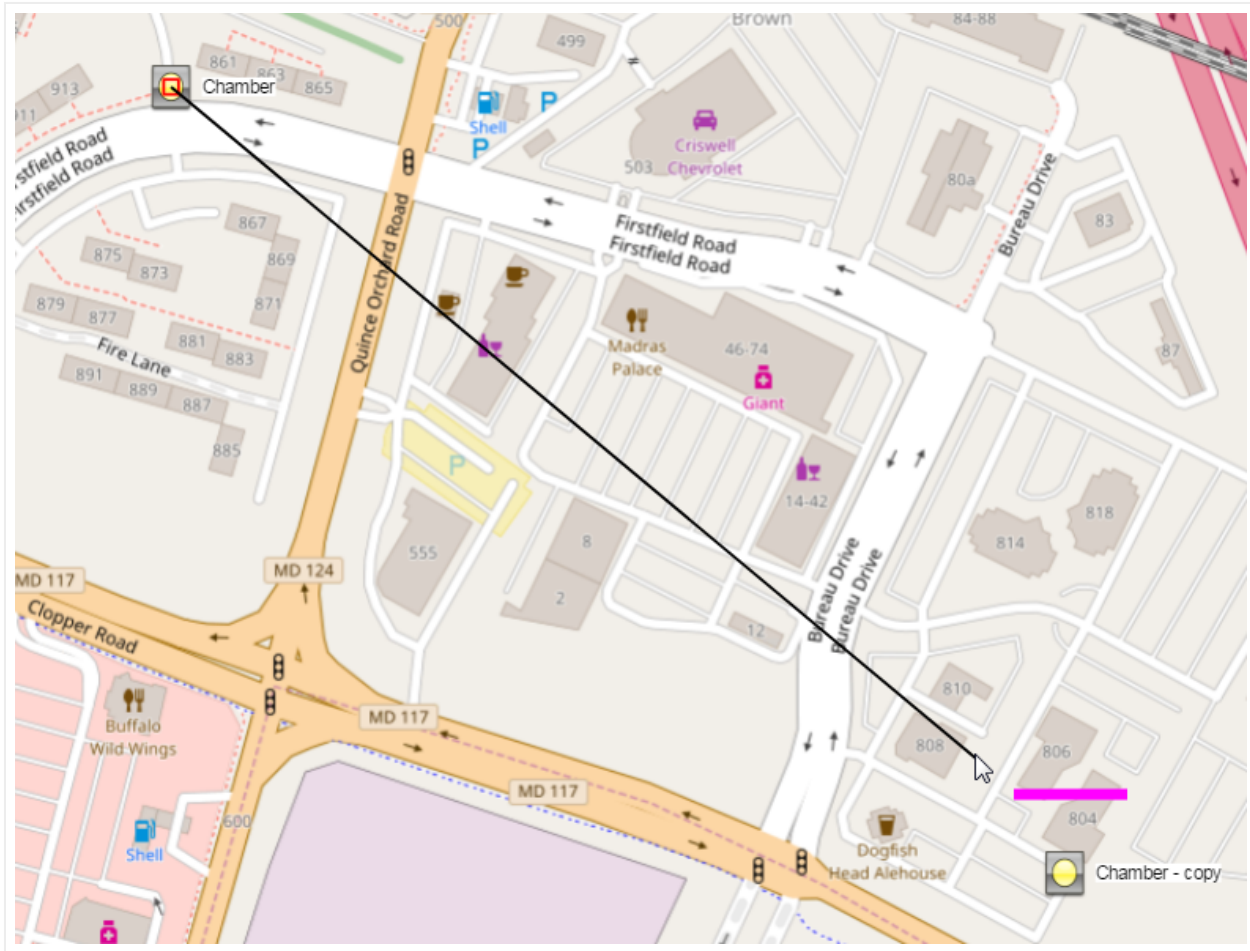 500
Brown
84-88
499
861
863
865
Chamber
913
911
Shell
P
P
Criswell
Chevrolet
503
80a
Bureau Drive
83
Firstfield Road
Firstfield Road
Firstfield Road
Firstfield Road
Quince Orchard Road
867
869
871
875
873
879
877
881
883
Fire Lane
891
889
887
885
Madras
Palace
46-74
Giant
87
P
14-42
818
814
555
8
2
12
Bureau Drive
Bureau Drive
MD 117
MD 124
Clopper Road
MD 117
MD 117
Buffalo
Wild Wings
810
808
806
804
600
Shell
Dogfish
Head Alehouse
Chamber - copy